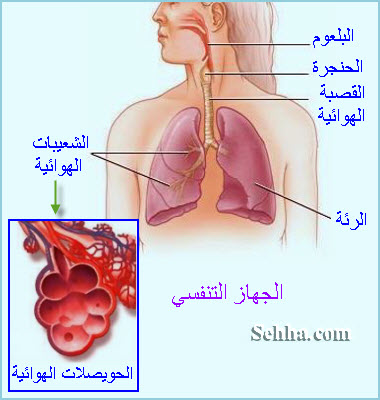 البلعوم
الحنجرة
القصبة
الهوائية
الشعيبات
الهوائية
الرئة
الجهاز التنفسي
Sehha.com
الحويصلات الهوائية